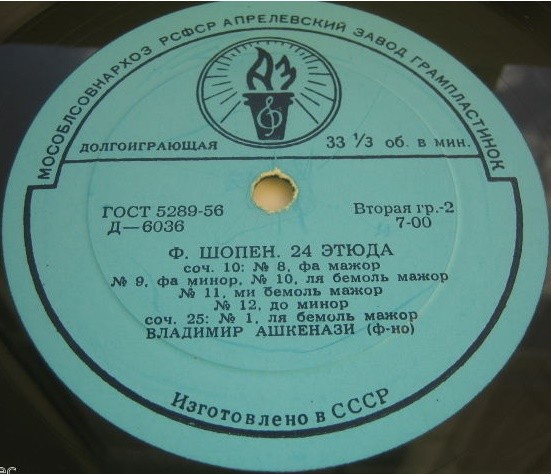 МОСОБЛСОВНАРХОЗ РСФСР АПРЕЛЕВСКИЙ ЗАВОД ГРАМПЛАСТИНОК
АЗ
ДОЛГОИГРАЮЩАЯ 33 1/3 об. в мин.
ГОСТ 5289-56 Вторая гр.-2
Д—6036 7-00
Ф. ШОПЕН. 24 ЭТЮДА
соч. 10: № 8, фа мажор
№ 9, фа минор, № 10, ля бемоль мажор
№ 11, ми бемоль мажор
№ 12, до минор
соч. 25: № 1, ля бемоль мажор
ВЛАДИМИР АШКЕНАЗИ (ф-но)
Изготовлено в СССР